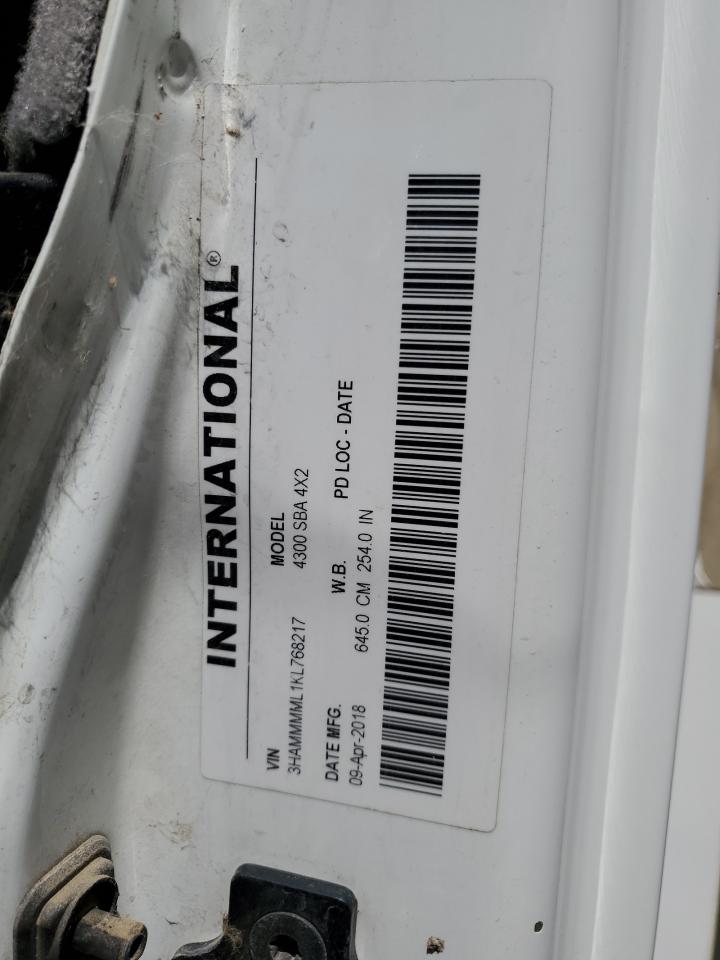 INTERNATIONAL®
VIN MODEL
3HAMMMML1KL768217 4300 SBA 4X2
DATE MFG. W.B. PD LOC - DATE
09-Apr-2018 645.0 CM 254.0 IN